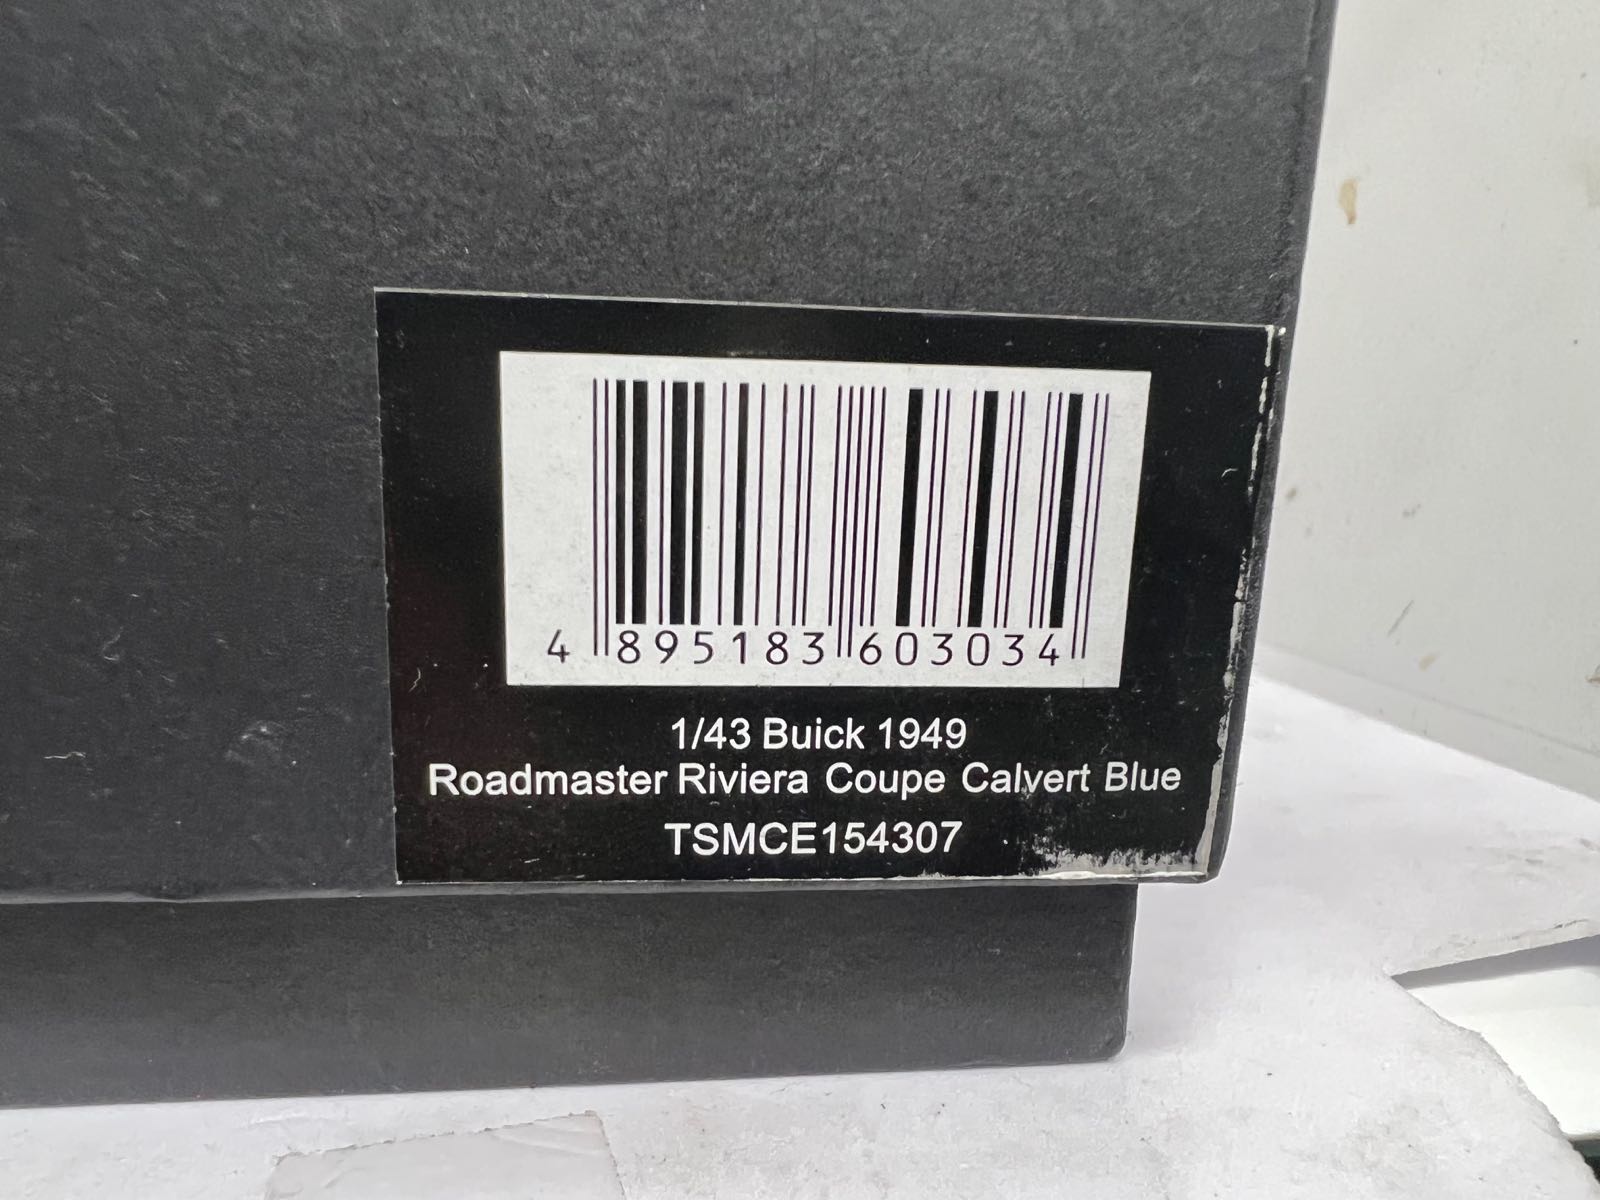 4 895183 603034
1/43 Buick 1949
Roadmaster Riviera Coupe Calvert Blue
TSMCE154307